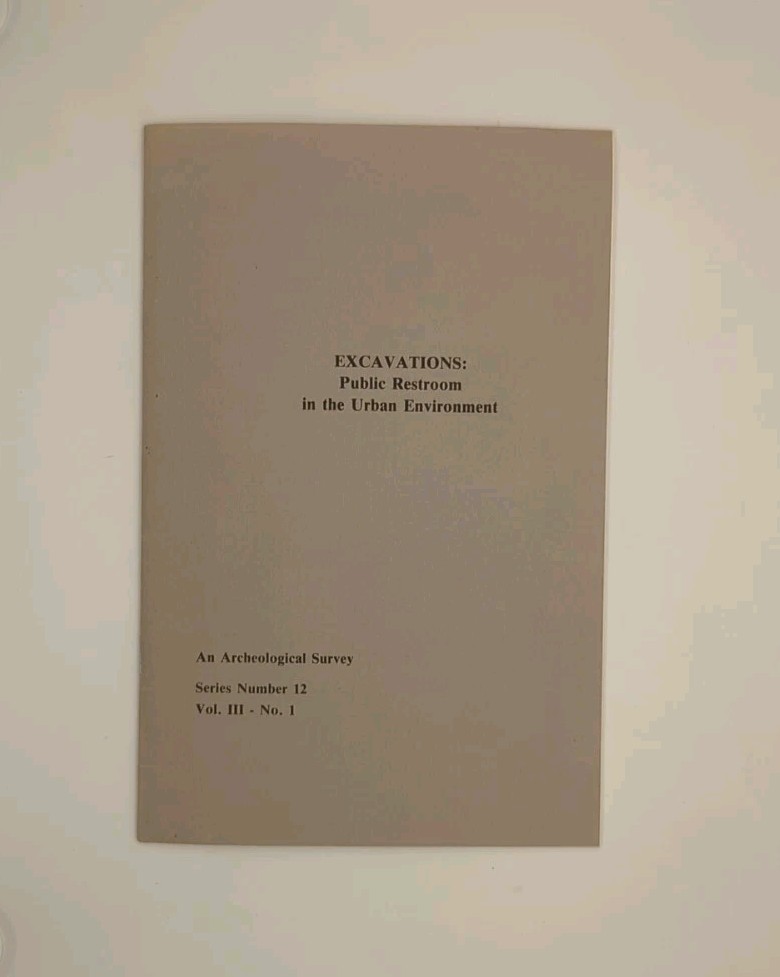 EXCAVATIONS:
Public Restroom
in the Urban Environment
An Archeological Survey
Series Number 12
Vol. III - No. 1